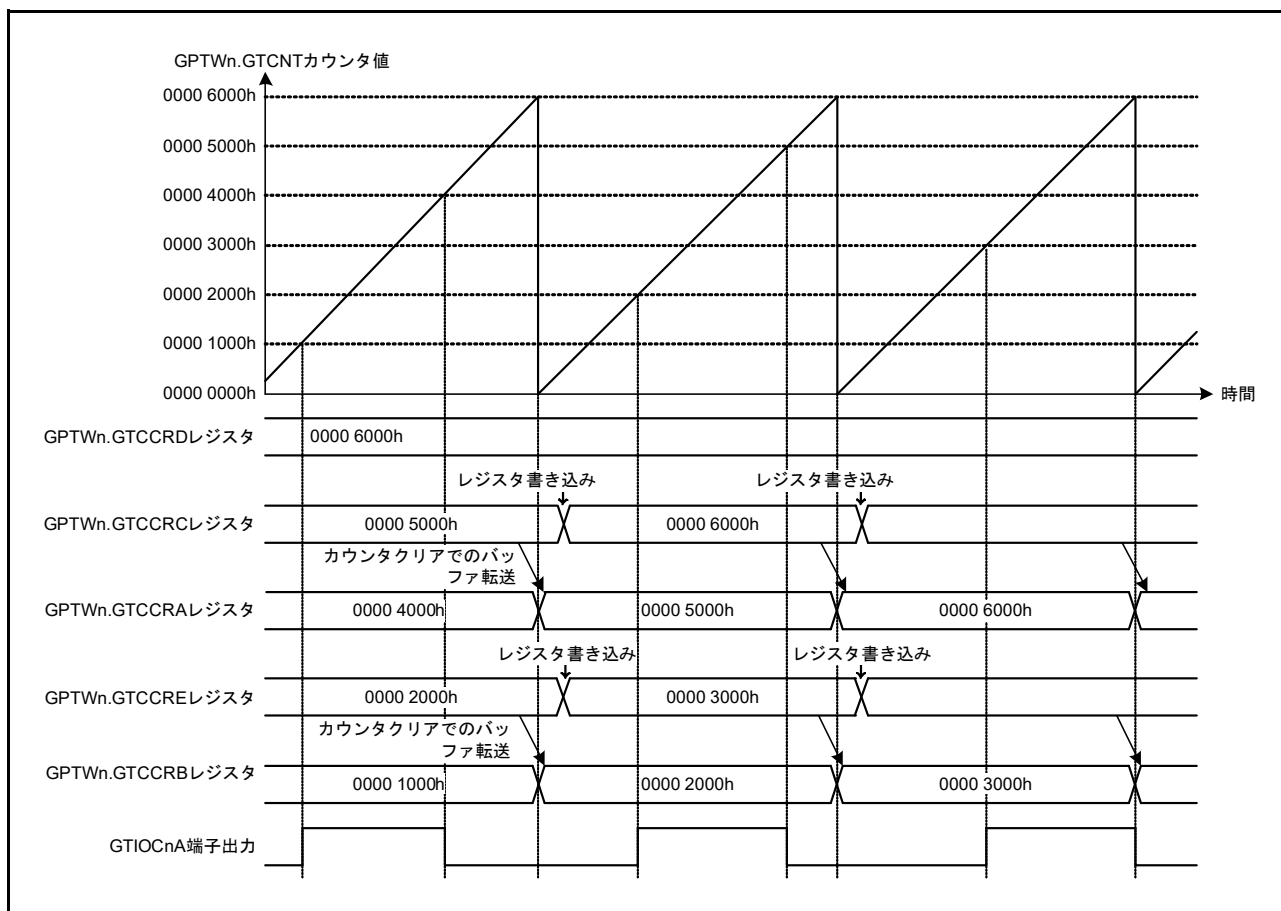 GPTWn.GTCNTカウンタ値
0000 6000h
0000 5000h
0000 4000h
0000 3000h
0000 2000h
0000 1000h
0000 0000h
時間
GPTWn.GTCCRDレジスタ
0000 6000h
レジスタ書き込み
レジスタ書き込み
GPTWn.GTCCRCレジスタ
0000 5000h
0000 6000h
カウンタクリアでのバッ
ファ転送
GPTWn.GTCCRAレジスタ
0000 4000h
0000 5000h
0000 6000h
レジスタ書き込み
レジスタ書き込み
GPTWn.GTCCREレジスタ
0000 2000h
0000 3000h
カウンタクリアでのバッ
ファ転送
GPTWn.GTCCRBレジスタ
0000 1000h
0000 2000h
0000 3000h
GTIOCnA端子出力